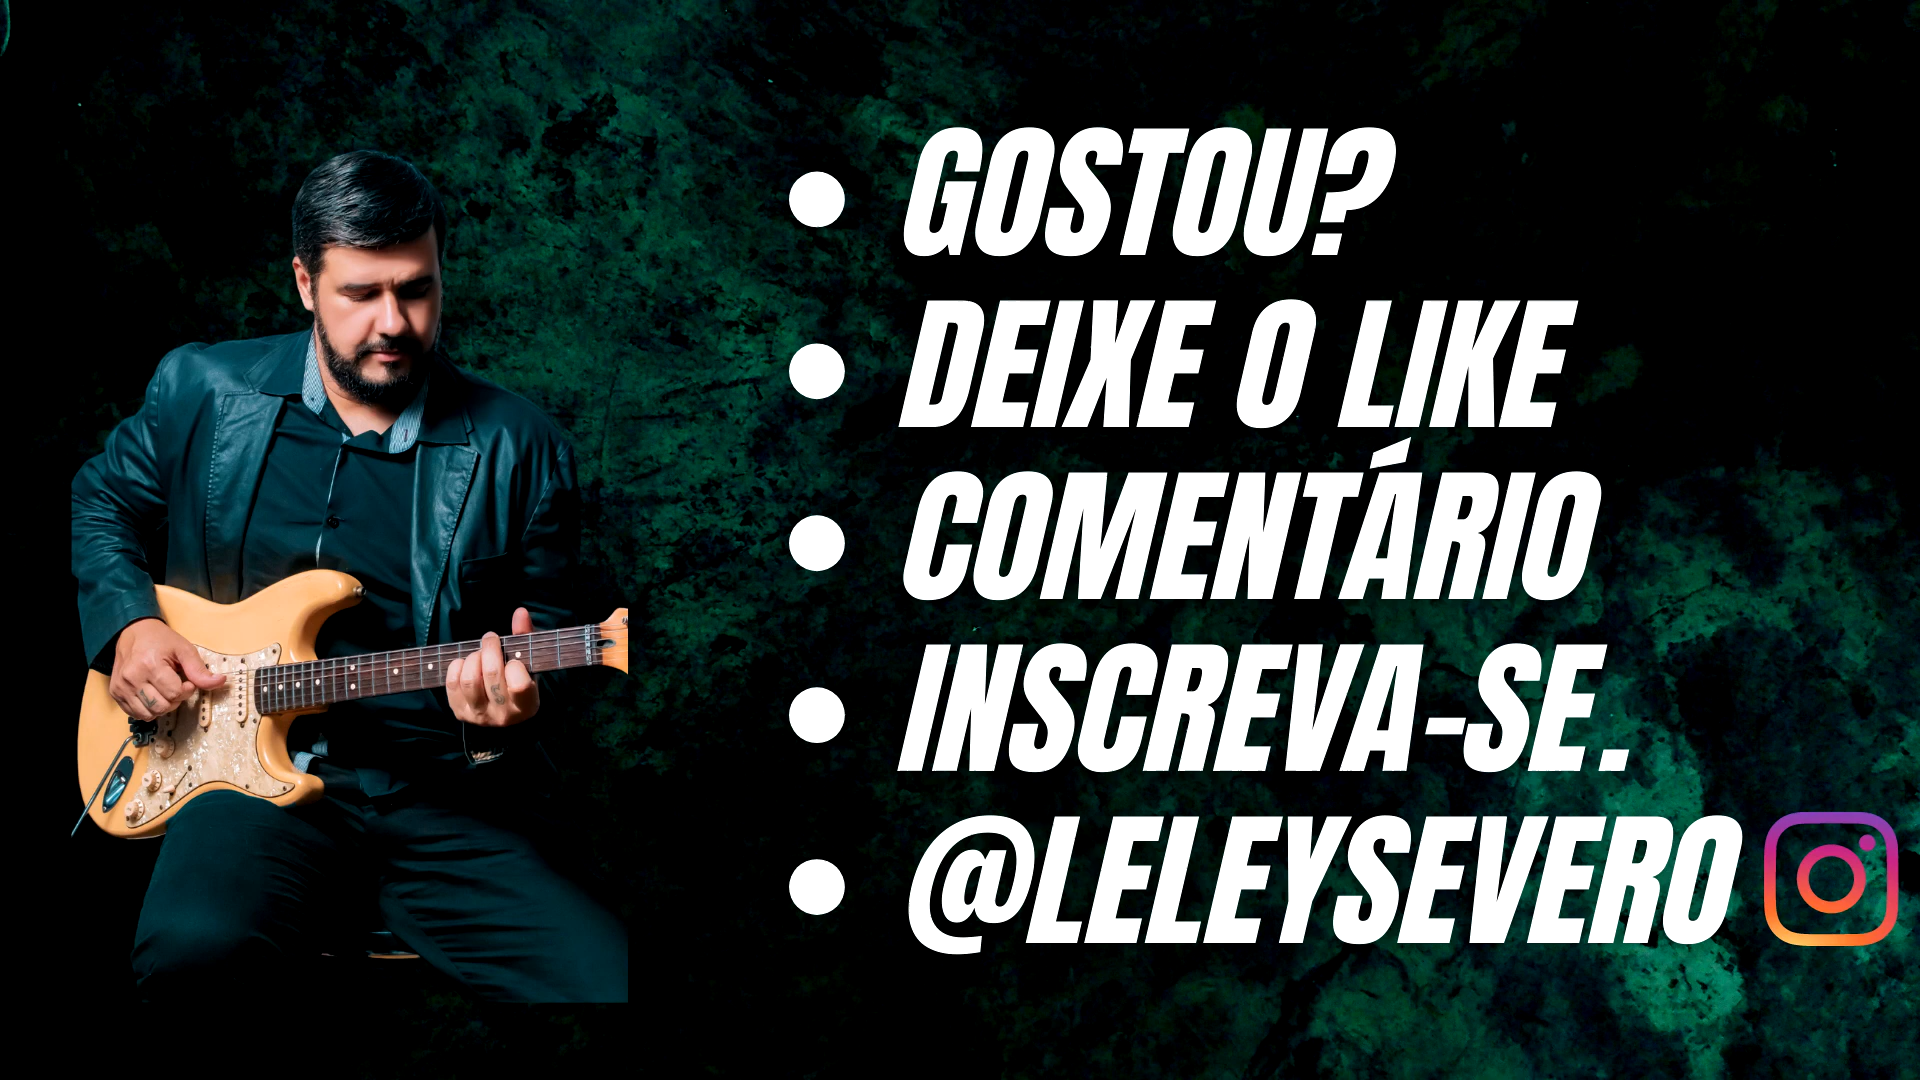 GOSTOU?
DEIXE O LIKE
COMENTÁRIO
INSCREVA-SE.
@LELEYSEVERO